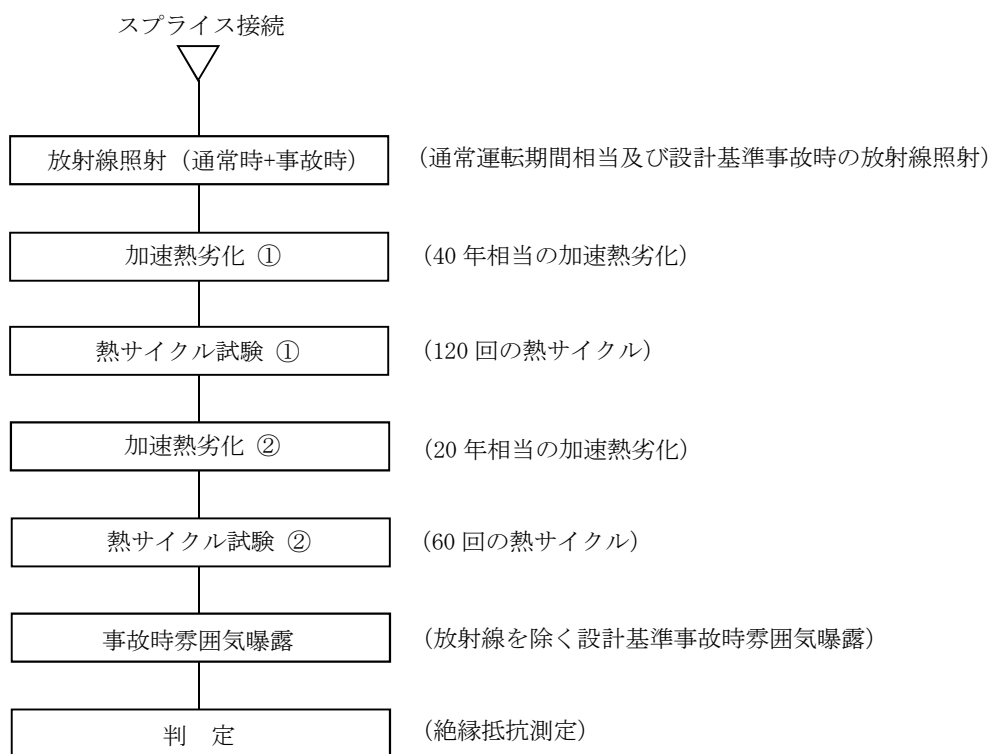 スプライス接続
放射線照射（通常時+事故時） （通常運転期間相当及び設計基準事故時の放射線照射）
加速熱劣化 ① （40 年相当の加速熱劣化）
熱サイクル試験 ① （120 回の熱サイクル）
加速熱劣化 ② （20 年相当の加速熱劣化）
熱サイクル試験 ② （60 回の熱サイクル）
事故時雰囲気曝露 （放射線を除く設計基準事故時雰囲気曝露）
判　定 （絶縁抵抗測定）